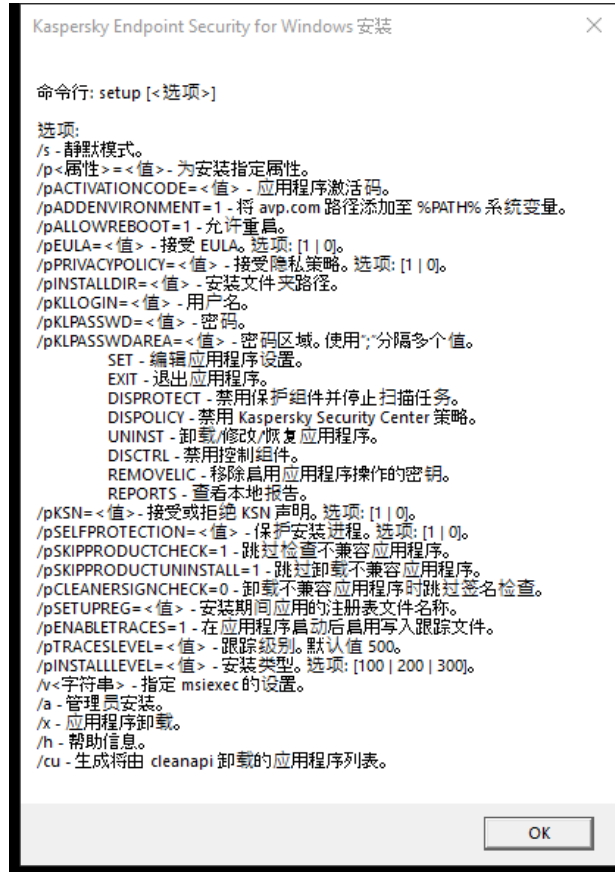 Kaspersky Endpoint Security for Windows 安装
命令行: setup [<选项>]
选项:
/s - 静默模式。
/p<属性>=<值> - 为安装指定属性。
/pACTIVATIONCODE=<值> - 应用程序激活码。
/pADDENVIRONMENT=1 - 将 avp.com 路径添加至 %PATH% 系统变量。
/pALLOWREBOOT=1 - 允许重启。
/pEULA=<值> - 接受 EULA。选项: [1 | 0]。
/pPRIVACYPOLICY=<值> - 接受隐私策略。选项: [1 | 0]。
/pINSTALLDIR=<值> - 安装文件夹路径。
/pKLLOGIN=<值> - 用户名。
/pKLPASSWD=<值> - 密码。
/pKLPASSWDAREA=<值> - 密码区域。使用";"分隔多个值。
SET - 编辑应用程序设置。
EXIT - 退出应用程序。
DISPROTECT - 禁用保护组件并停止扫描任务。
DISPOLICY - 禁用 Kaspersky Security Center 策略。
UNINST - 卸载/修改/恢复应用程序。
DISCTRL - 禁用控制组件。
REMOVELIC - 移除启用应用程序操作的密钥。
REPORTS - 查看本地报告。
/pKSN=<值> - 接受或拒绝 KSN 声明。选项: [1 | 0]。
/pSELFPROTECTION=<值> - 保护安装进程。选项: [1 | 0]。
/pSKIPPRODUCTCHECK=1 - 跳过检查不兼容应用程序。
/pSKIPPRODUCTUNINSTALL=1 - 跳过卸载不兼容应用程序。
/pCLEANERSIGNCHECK=0 - 卸载不兼容应用程序时跳过签名检查。
/pSETUPREG=<值> - 安装期间应用的注册表文件名称。
/pENABLETRACES=1 - 在应用程序启动后启用写入跟踪文件。
/pTRACESLEVEL=<值> - 跟踪级别。默认值 500。
/pINSTALLLEVEL=<值> - 安装类型。选项: [100 | 200 | 300]。
/v<字符串> - 指定 msiexec 的设置。
/a - 管理员安装。
/x - 应用程序卸载。
/h - 帮助信息。
/cu - 生成将由 cleanapi 卸载的应用程序列表。
OK